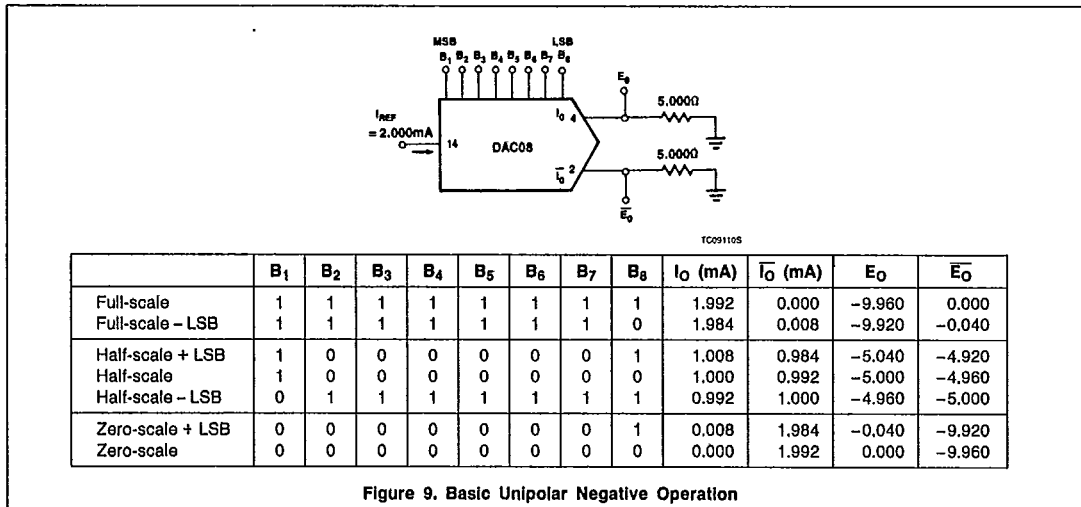 MSB LSB
B1 B2 B3 B4 B5 B6 B7 B8
E0
5.000Ω
IREF
= 2.000mA
I0 4
14
DAC08
5.000Ω
I̅0̅ 2
E̅0̅
TC09110S
B1 B2 B3 B4 B5 B6 B7 B8 IO (mA) I̅O̅ (mA) EO E̅O̅
Full-scale 1 1 1 1 1 1 1 1 1.992 0.000 −9.960 0.000
Full-scale – LSB 1 1 1 1 1 1 1 0 1.984 0.008 −9.920 −0.040
Half-scale + LSB 1 0 0 0 0 0 0 1 1.008 0.984 −5.040 −4.920
Half-scale 1 0 0 0 0 0 0 0 1.000 0.992 −5.000 −4.960
Half-scale – LSB 0 1 1 1 1 1 1 1 0.992 1.000 −4.960 −5.000
Zero-scale + LSB 0 0 0 0 0 0 0 1 0.008 1.984 −0.040 −9.920
Zero-scale 0 0 0 0 0 0 0 0 0.000 1.992 0.000 −9.960
Figure 9. Basic Unipolar Negative Operation